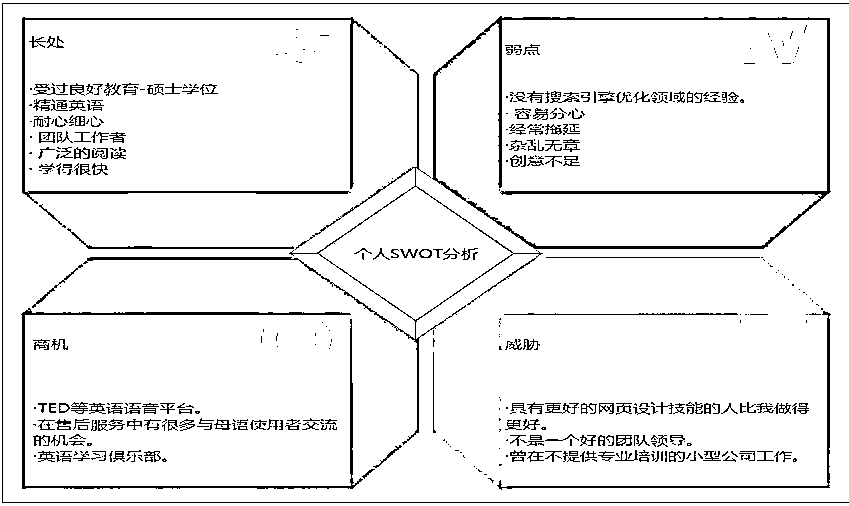 长处
·受过良好教育-硕士学位
·精通英语
·耐心细心
· 团队工作者
· 广泛的阅读
· 学得很快
弱点
·没有搜索引擎优化领域的经验。
· 容易分心
·经常拖延
·杂乱无章
·创意不足
个人SWOT分析
商机
·TED等英语语音平台。
·在售后服务中有很多与母语使用者交流
的机会。
·英语学习俱乐部。
威胁
·具有更好的网页设计技能的人比我做得
更好。
·不是一个好的团队领导。
·曾在不提供专业培训的小型公司工作。